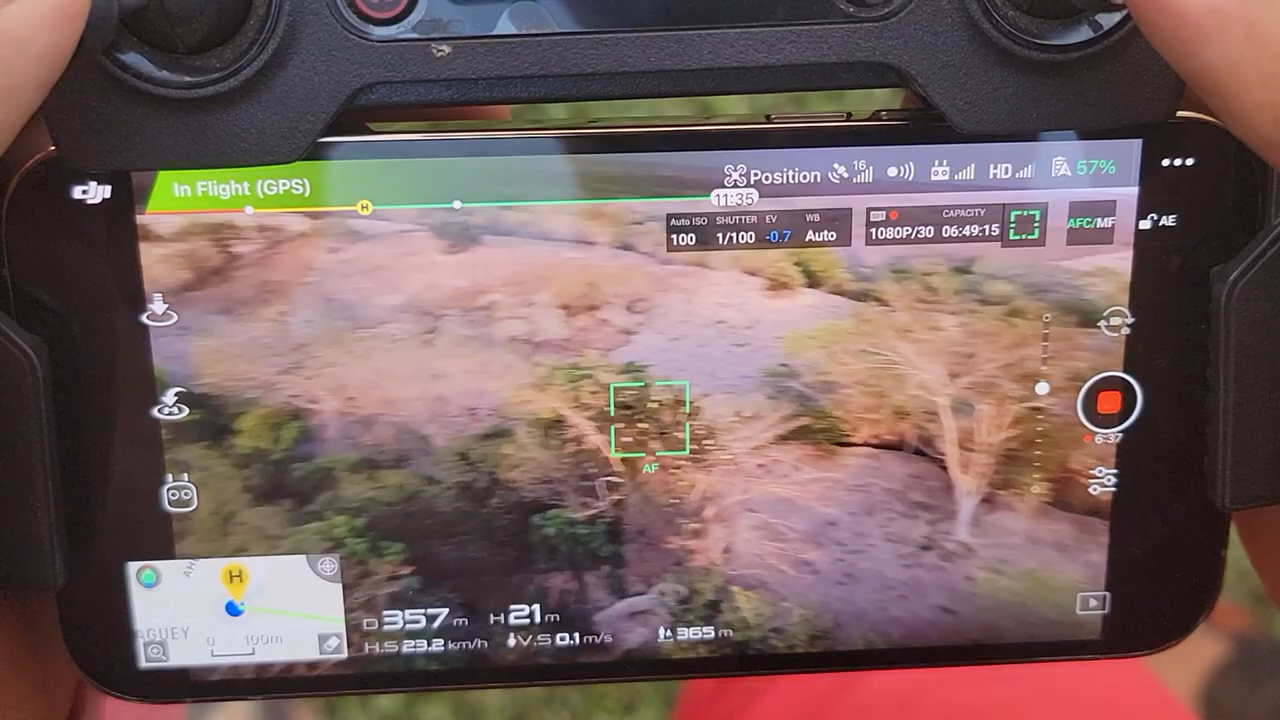 dji
In Flight (GPS)
Position
16
HD
57%
H
11:35
Auto ISO
100
SHUTTER
1/100
EV
-0.7
WB
Auto
1080P/30
CAPACITY
06:49:15
AFC/MF
AE
AF
6:37
H
AGUEY
0 100m
D 357 m H 21 m
H.S 23.2 km/h V.S 0.1 m/s
365 m